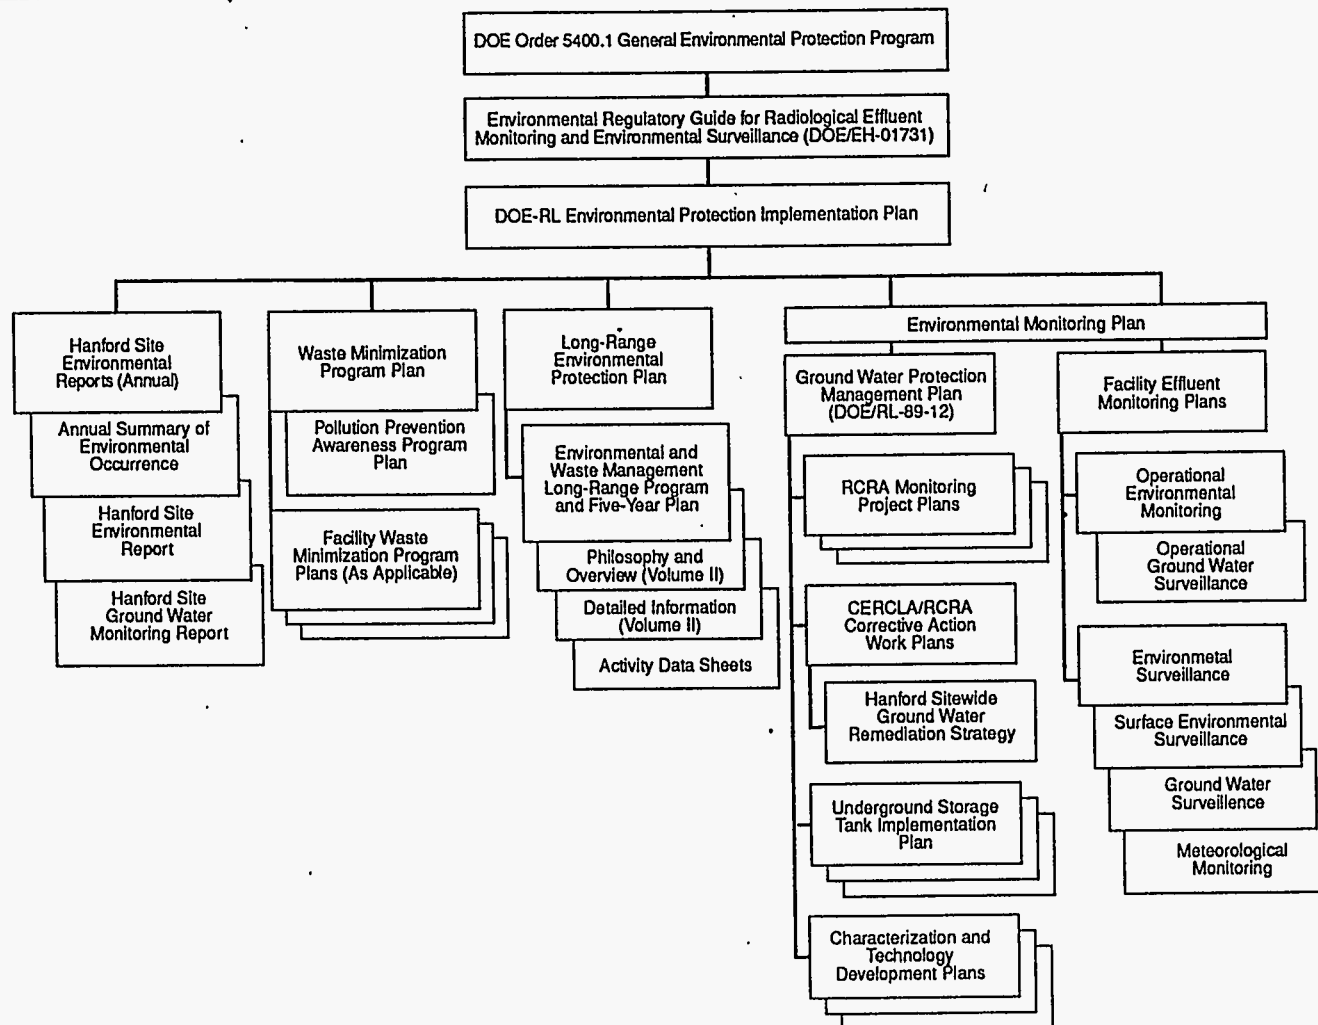 DOE Order 5400.1 General Environmental Protection Program
Environmental Regulatory Guide for Radiological Effluent
Monitoring and Environmental Surveillance (DOE/EH-01731)
DOE-RL Environmental Protection Implementation Plan
Hanford Site
Environmental
Reports (Annual)
Annual Summary of
Environmental
Occurrence
Hanford Site
Environmental
Report
Hanford Site
Ground Water
Monitoring Report
Waste Minimization
Program Plan
Pollution Prevention
Awareness Program
Plan
Facility Waste
Minimization Program
Plans (As Applicable)
Long-Range
Environmental
Protection Plan
Environmental and
Waste Management
Long-Range Program
and Five-Year Plan
Philosophy and
Overview (Volume II)
Detailed Information
(Volume II)
Activity Data Sheets
Environmental Monitoring Plan
Ground Water Protection
Management Plan
(DOE/RL-89-12)
RCRA Monitoring
Project Plans
CERCLA/RCRA
Corrective Action
Work Plans
Hanford Sitewide
Ground Water
Remediation Strategy
Underground Storage
Tank Implementation
Plan
Characterization and
Technology
Development Plans
Facility Effluent
Monitoring Plans
Operational
Environmental
Monitoring
Operational
Ground Water
Surveillance
Environmetal
Surveillance
Surface Environmental
Surveillance
Ground Water
Surveillence
Meteorological
Monitoring